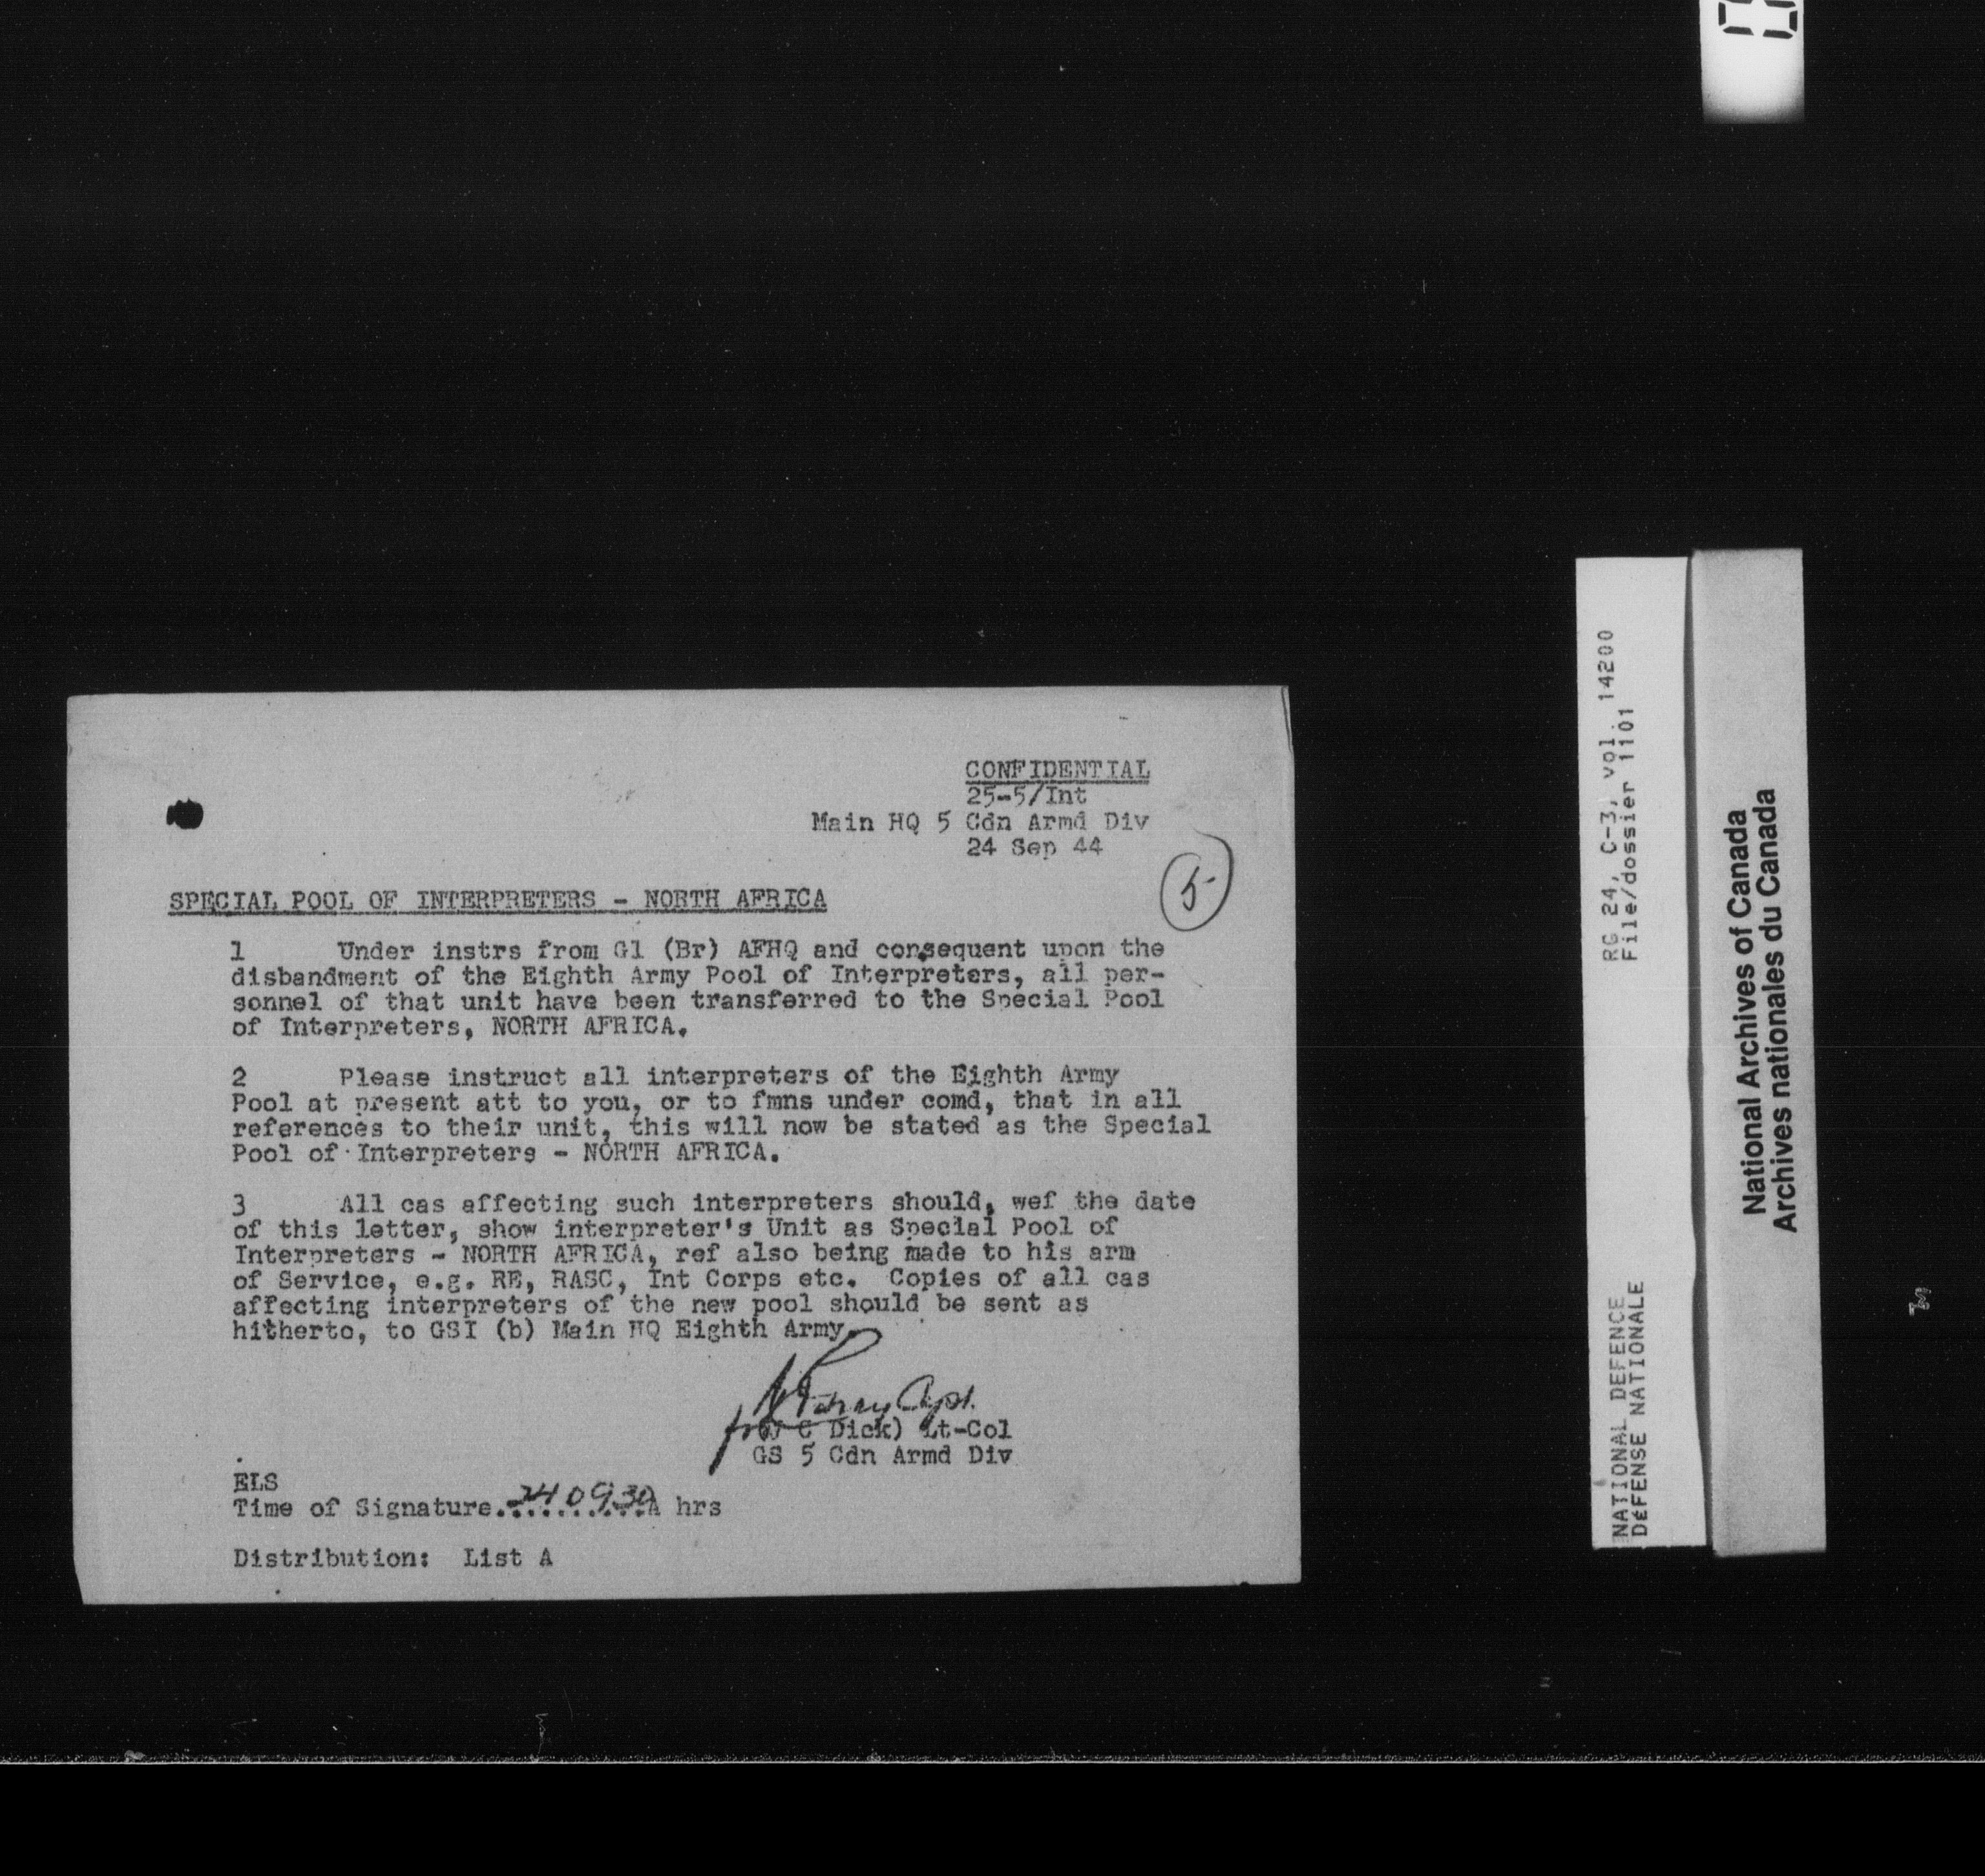 CONFIDENTIAL
25-5/Int
Main HQ 5 Cdn Armd Div
24 Sep 44
5
SPECIAL POOL OF INTERPRETERS - NORTH AFRICA
1 Under instrs from G1 (Br) AFHQ and consequent upon the
disbandment of the Eighth Army Pool of Interpreters, all per-
sonnel of that unit have been transferred to the Special Pool
of Interpreters, NORTH AFRICA.
2 Please instruct all interpreters of the Eighth Army
Pool at present att to you, or to fmns under comd, that in all
references to their unit, this will now be stated as the Special
Pool of Interpreters - NORTH AFRICA.
3 All cas affecting such interpreters should, wef the date
of this letter, show interpreter's Unit as Special Pool of
Interpreters - NORTH AFRICA, ref also being made to his arm
of Service, e.g. RE, RASC, Int Corps etc. Copies of all cas
affecting interpreters of the new pool should be sent as
hitherto, to GSI (b) Main HQ Eighth Army.
Capt.
for C Dick) Lt-Col
GS 5 Cdn Armd Div
ELS
Time of Signature..240930A hrs
Distribution: List A
RG 24, C-3, vol. 14200
File/dossier 1101
NATIONAL DEFENCE
DÉFENSE NATIONALE
National Archives of Canada
Archives nationales du Canada